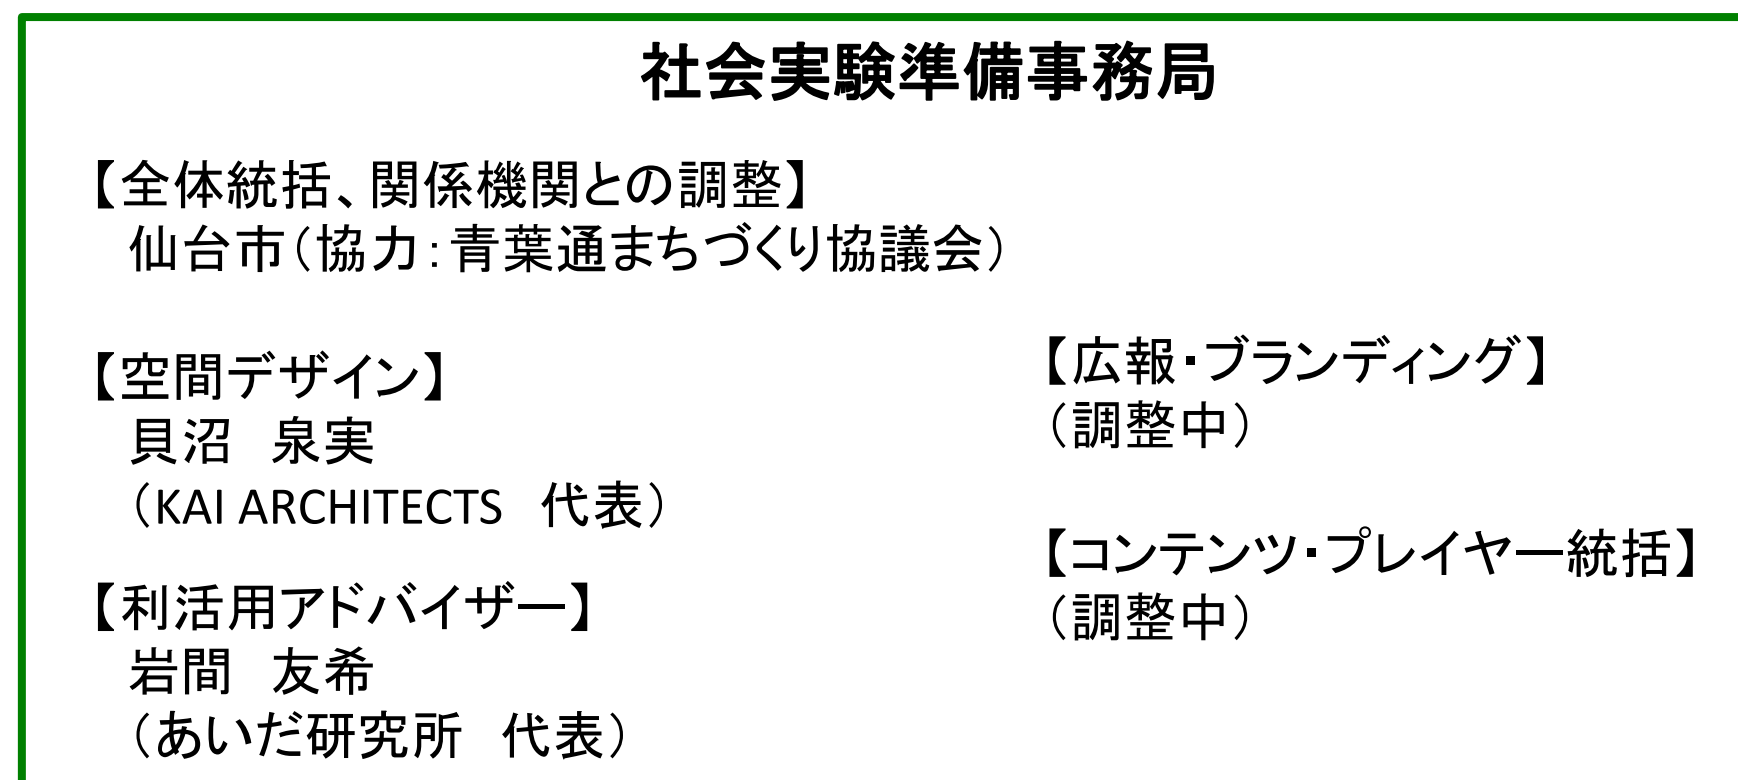 社会実験準備事務局
【全体統括、関係機関との調整】
仙台市(協力:青葉通まちづくり協議会)
【空間デザイン】
貝沼　泉実
(KAI ARCHITECTS　代表)
【利活用アドバイザー】
岩間　友希
(あいだ研究所　代表)
【広報・ブランディング】
(調整中)
【コンテンツ・プレイヤー統括】
(調整中)